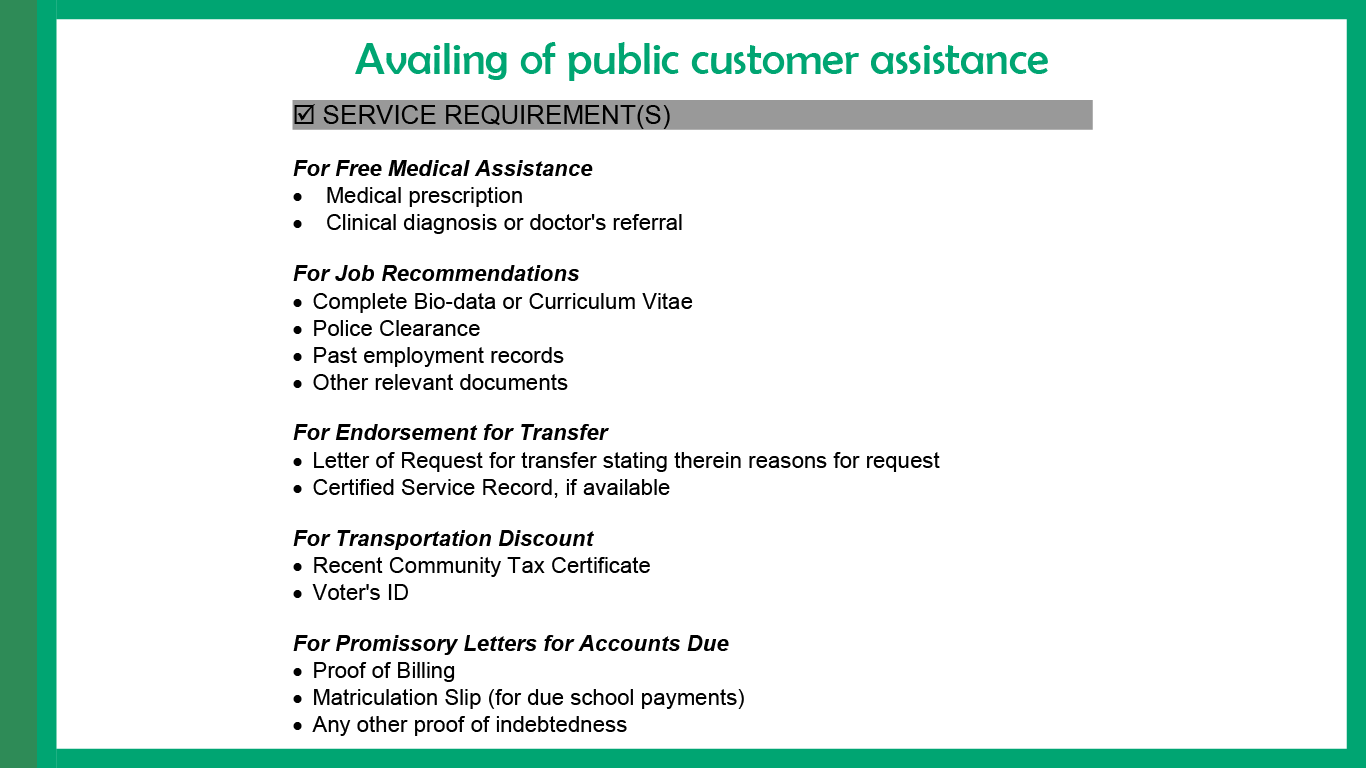 Availing of public customer assistance
☑ SERVICE REQUIREMENT(S)
For Free Medical Assistance
• Medical prescription
• Clinical diagnosis or doctor's referral
For Job Recommendations
• Complete Bio-data or Curriculum Vitae
• Police Clearance
• Past employment records
• Other relevant documents
For Endorsement for Transfer
• Letter of Request for transfer stating therein reasons for request
• Certified Service Record, if available
For Transportation Discount
• Recent Community Tax Certificate
• Voter's ID
For Promissory Letters for Accounts Due
• Proof of Billing
• Matriculation Slip (for due school payments)
• Any other proof of indebtedness